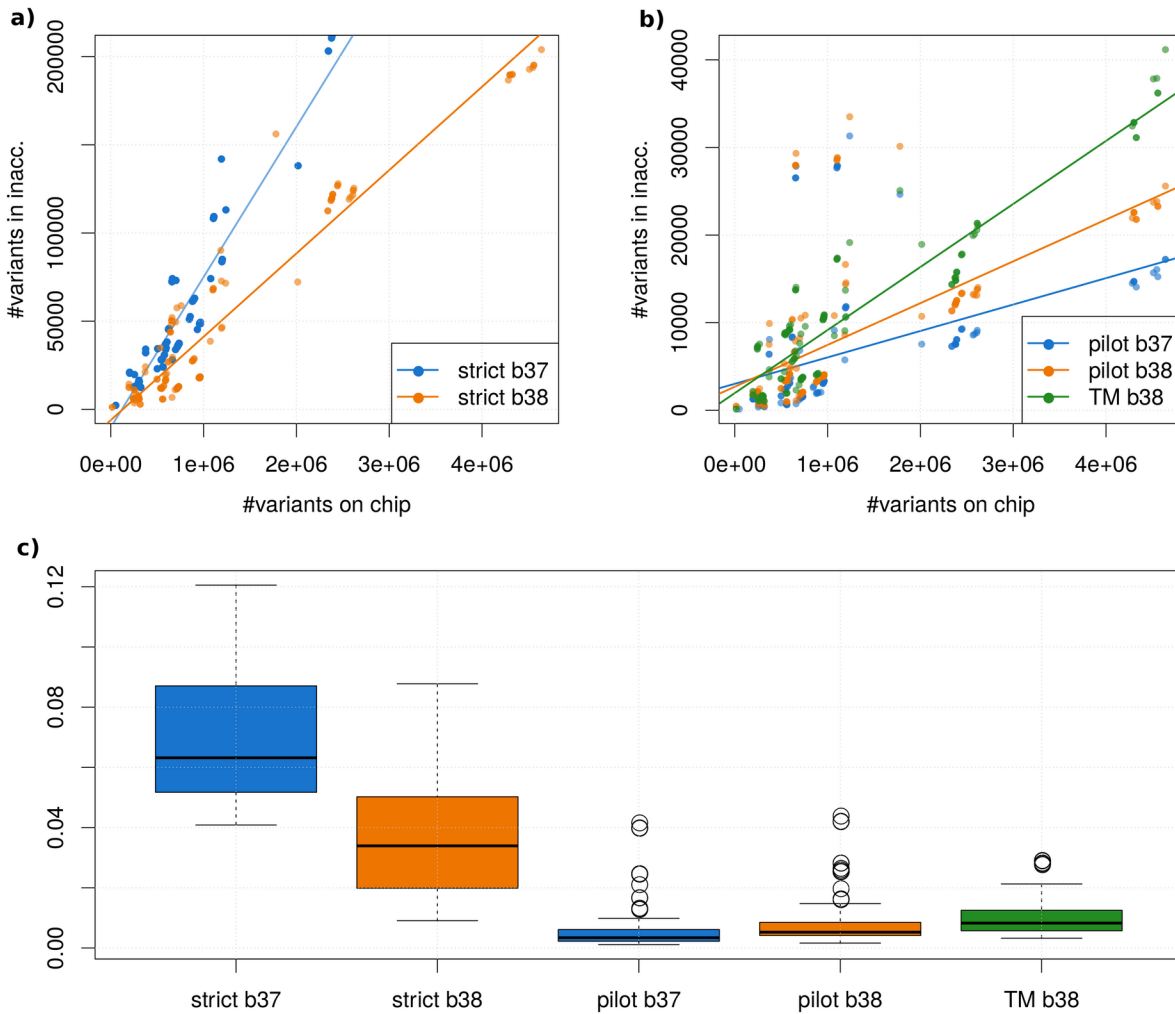 a)
#variants in inacc.
200000
100000
50000
0
strict b37
strict b38
0e+00 1e+06 2e+06 3e+06 4e+06
#variants on chip
b)
#variants in inacc.
40000
30000
20000
10000
0
pilot b37
pilot b38
TM b38
0e+00 1e+06 2e+06 3e+06 4e+06
#variants on chip
c)
0.12
0.08
0.04
0.00
strict b37 strict b38 pilot b37 pilot b38 TM b38